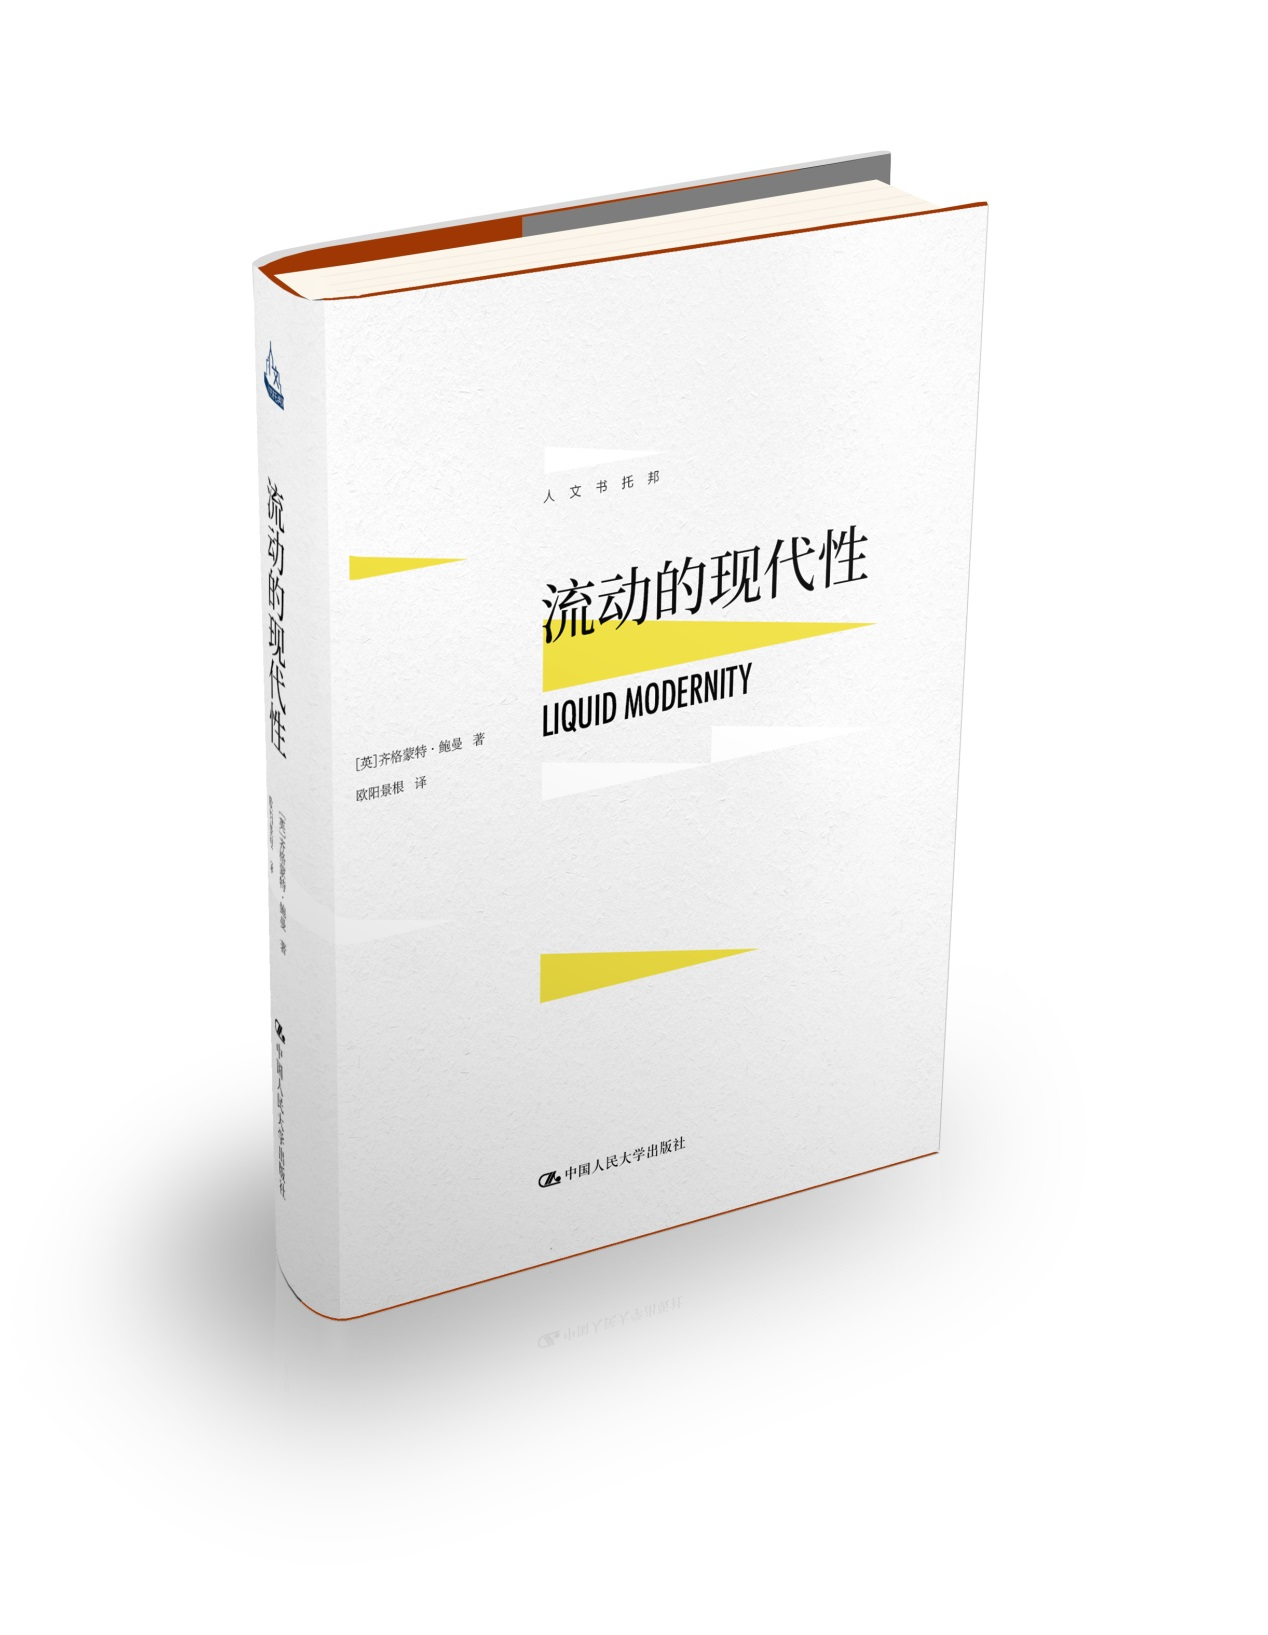 人文书托邦
流动的现代性
LIQUID MODERNITY
[英]齐格蒙特·鲍曼 著
欧阳景根 译
中国人民大学出版社
流动的现代性
[英]齐格蒙特·鲍曼 著
欧阳景根 译
中国人民大学出版社